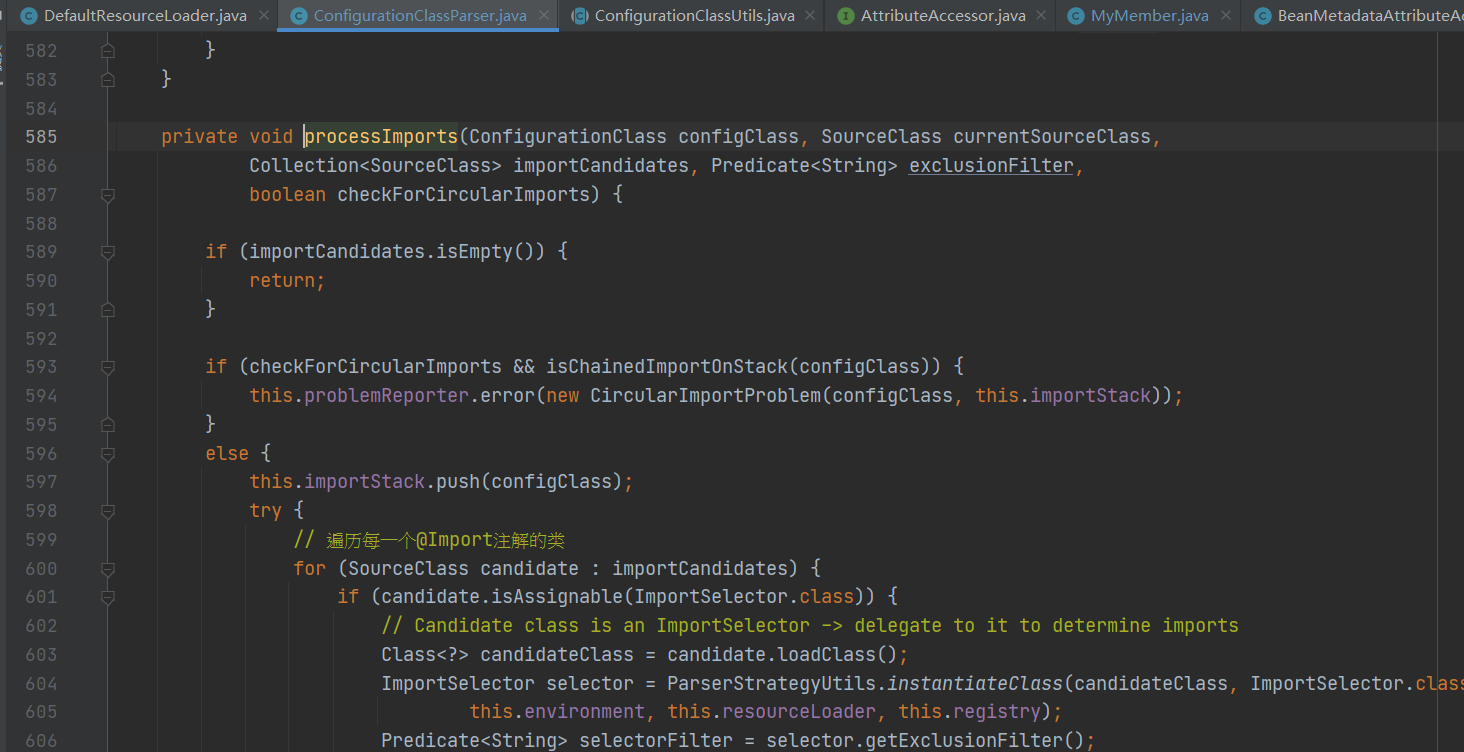 DefaultResourceLoader.java ConfigurationClassParser.java ConfigurationClassUtils.java AttributeAccessor.java MyMember.java BeanMetadataAttributeAc
582 }
583 }
584
585 private void processImports(ConfigurationClass configClass, SourceClass currentSourceClass,
586 Collection<SourceClass> importCandidates, Predicate<String> exclusionFilter,
587 boolean checkForCircularImports) {
588
589 if (importCandidates.isEmpty()) {
590 return;
591 }
592
593 if (checkForCircularImports && isChainedImportOnStack(configClass)) {
594 this.problemReporter.error(new CircularImportProblem(configClass, this.importStack));
595 }
596 else {
597 this.importStack.push(configClass);
598 try {
599 // 遍历每一个@Import注解的类
600 for (SourceClass candidate : importCandidates) {
601 if (candidate.isAssignable(ImportSelector.class)) {
602 // Candidate class is an ImportSelector -> delegate to it to determine imports
603 Class<?> candidateClass = candidate.loadClass();
604 ImportSelector selector = ParserStrategyUtils.instantiateClass(candidateClass, ImportSelector.class
605 this.environment, this.resourceLoader, this.registry);
606 Predicate<String> selectorFilter = selector.getExclusionFilter();